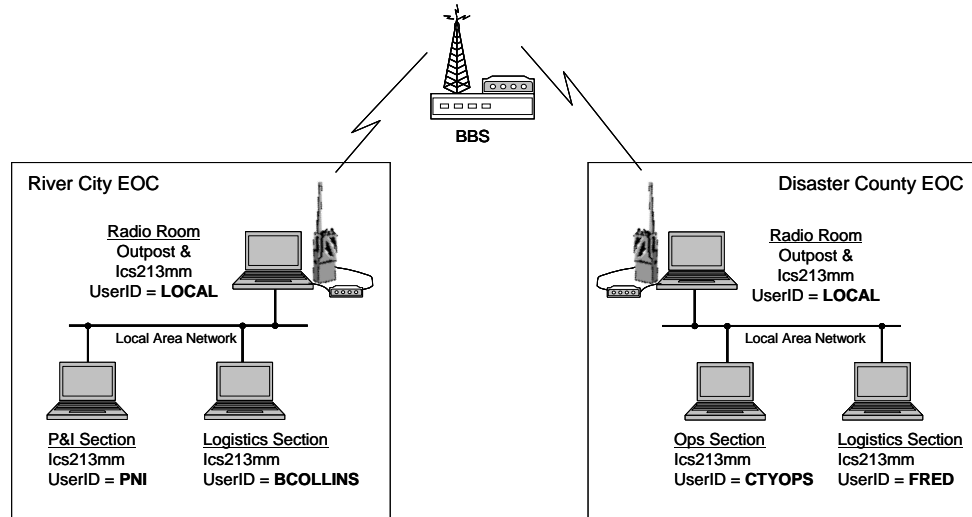 BBS
River City EOC
Radio Room
Outpost &
Ics213mm
UserID = LOCAL
Local Area Network
P&I Section
Ics213mm
UserID = PNI
Logistics Section
Ics213mm
UserID = BCOLLINS
Disaster County EOC
Radio Room
Outpost &
Ics213mm
UserID = LOCAL
Local Area Network
Ops Section
Ics213mm
UserID = CTYOPS
Logistics Section
Ics213mm
UserID = FRED